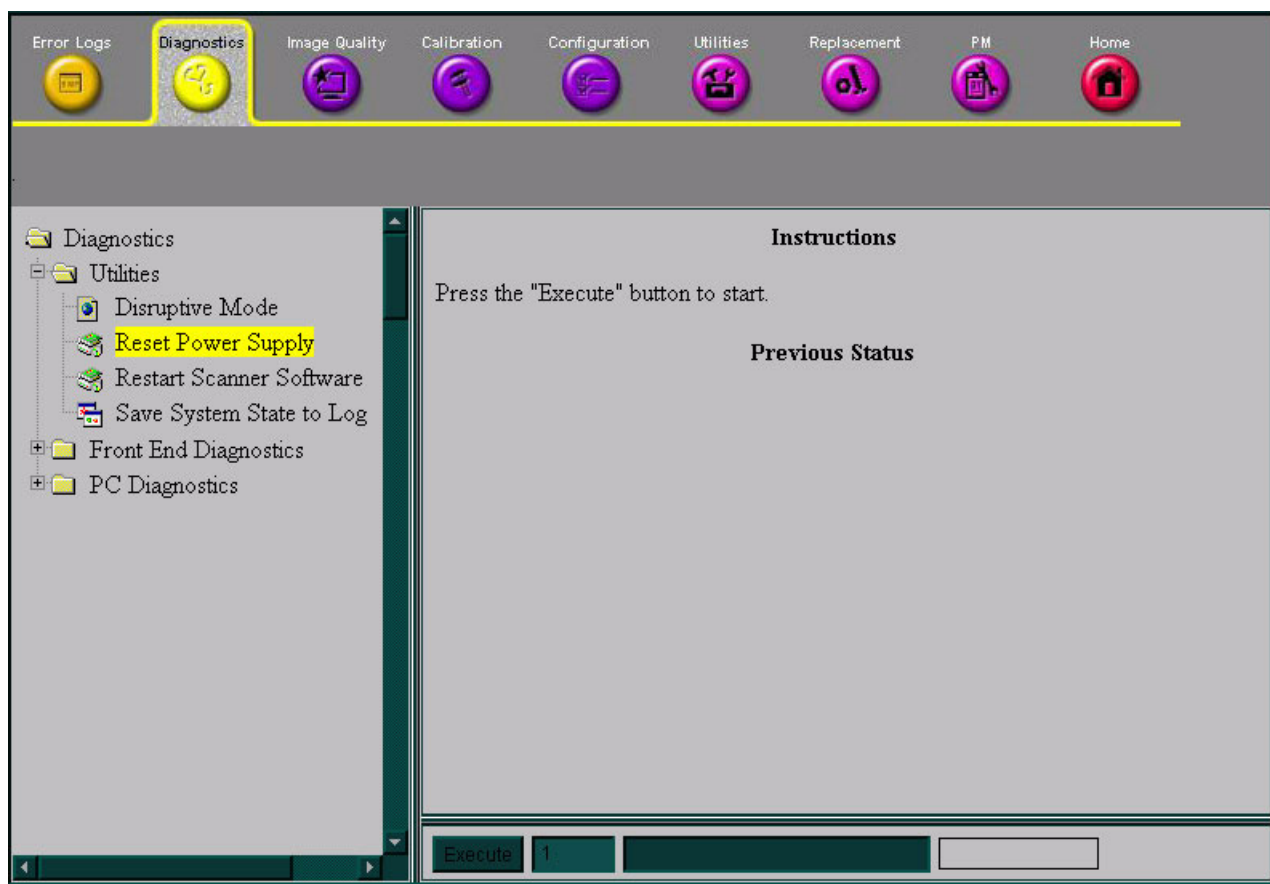 Error Logs
Diagnostics
Image Quality
Calibration
Configuration
Utilities
Replacement
PM
Home
Diagnostics
Utilities
Disruptive Mode
Reset Power Supply
Restart Scanner Software
Save System State to Log
Front End Diagnostics
PC Diagnostics
Instructions
Press the "Execute" button to start.
Previous Status
Execute 1